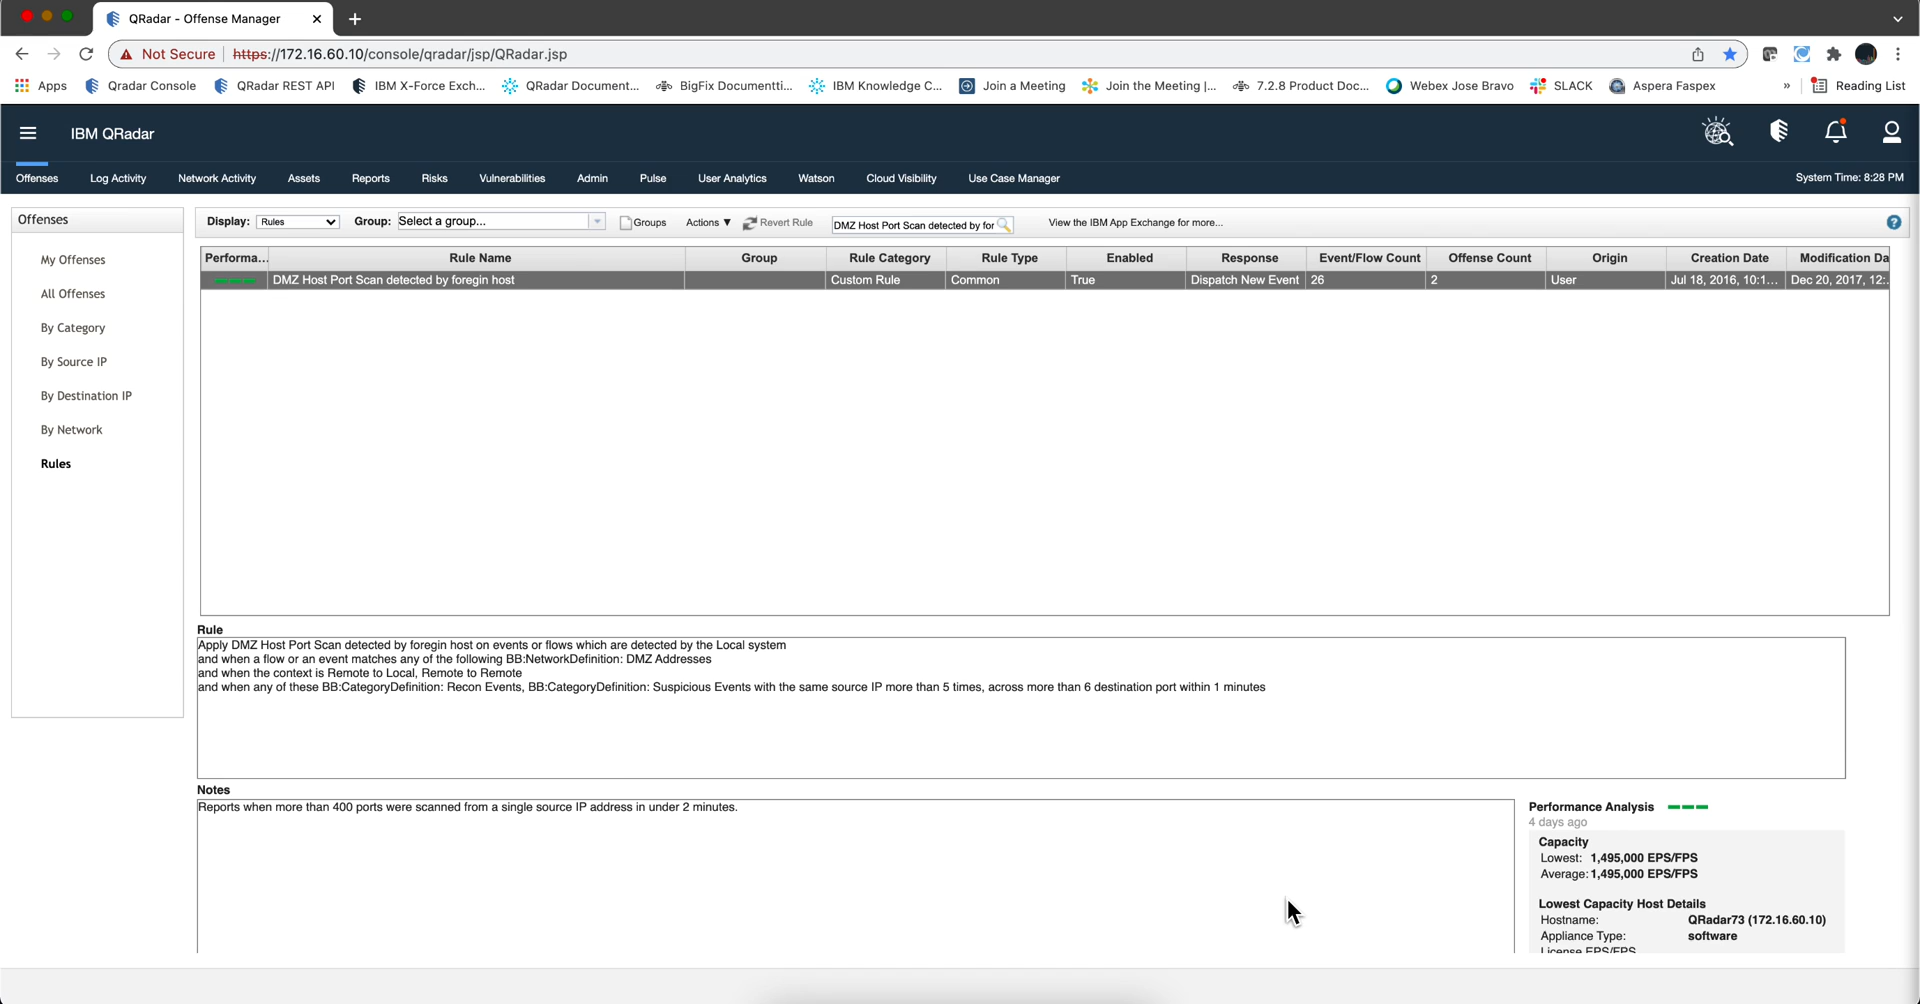 QRadar - Offense Manager
Not Secure
https://172.16.60.10/console/qradar/jsp/QRadar.jsp
Apps
Qradar Console
QRadar REST API
IBM X-Force Exch...
QRadar Document...
BigFix Documentti...
IBM Knowledge C...
Join a Meeting
Join the Meeting |...
7.2.8 Product Doc...
Webex Jose Bravo
SLACK
Aspera Faspex
»
Reading List
IBM QRadar
Offenses
Log Activity
Network Activity
Assets
Reports
Risks
Vulnerabilities
Admin
Pulse
User Analytics
Watson
Cloud Visibility
Use Case Manager
System Time: 8:28 PM
Offenses
My Offenses
All Offenses
By Category
By Source IP
By Destination IP
By Network
Rules
Display: Rules
Group: Select a group...
Groups
Actions ▼
Revert Rule
DMZ Host Port Scan detected by for
View the IBM App Exchange for more...
Performa... Rule Name Group Rule Category Rule Type Enabled Response Event/Flow Count Offense Count Origin Creation Date Modification Da
DMZ Host Port Scan detected by foregin host Custom Rule Common True Dispatch New Event 26 2 User Jul 18, 2016, 10:1... Dec 20, 2017, 12:..
Rule
Apply DMZ Host Port Scan detected by foregin host on events or flows which are detected by the Local system
and when a flow or an event matches any of the following BB:NetworkDefinition: DMZ Addresses
and when the context is Remote to Local, Remote to Remote
and when any of these BB:CategoryDefinition: Recon Events, BB:CategoryDefinition: Suspicious Events with the same source IP more than 5 times, across more than 6 destination port within 1 minutes
Notes
Reports when more than 400 ports were scanned from a single source IP address in under 2 minutes.
Performance Analysis
4 days ago
Capacity
Lowest: 1,495,000 EPS/FPS
Average: 1,495,000 EPS/FPS
Lowest Capacity Host Details
Hostname: QRadar73 (172.16.60.10)
Appliance Type: software
License EPS/FPS